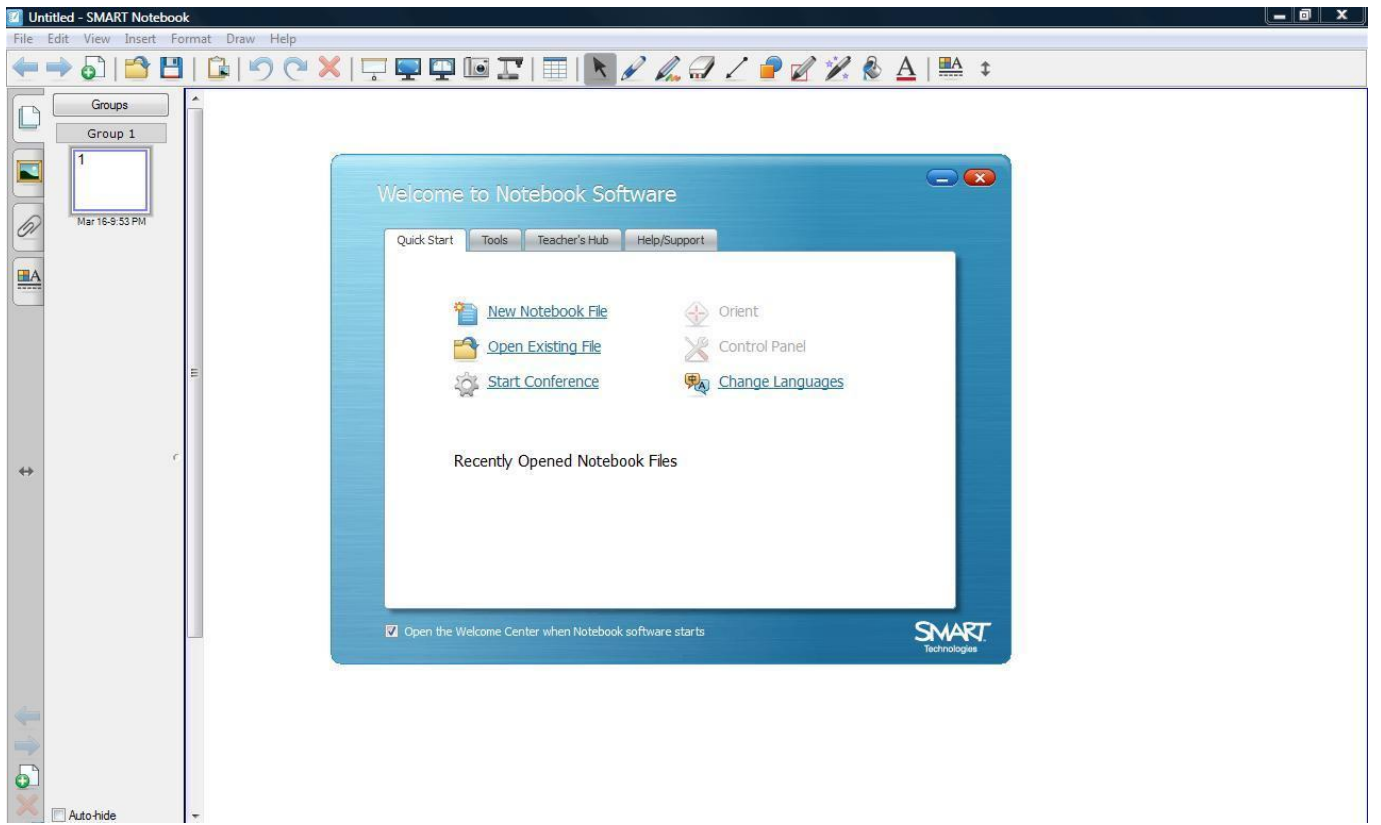 Untitled - SMART Notebook
File Edit View Insert Format Draw Help
Groups
Group 1
1
Mar 16-9:53 PM
Welcome to Notebook Software
Quick Start Tools Teacher's Hub Help/Support
New Notebook File Orient
Open Existing File Control Panel
Start Conference Change Languages
Recently Opened Notebook Files
Open the Welcome Center when Notebook software starts
SMART
Technologies
Auto-hide